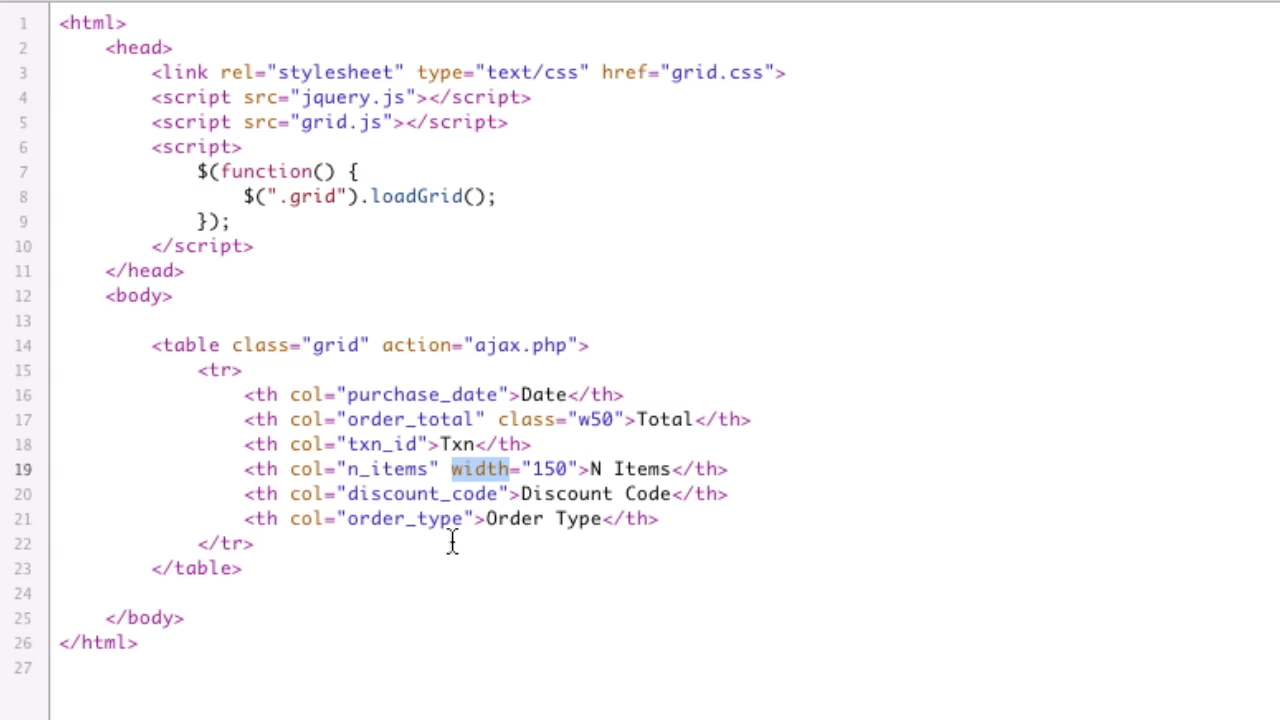 1 <html>
2 <head>
3 <link rel="stylesheet" type="text/css" href="grid.css">
4 <script src="jquery.js"></script>
5 <script src="grid.js"></script>
6 <script>
7 $(function() {
8 $(".grid").loadGrid();
9 });
10 </script>
11 </head>
12 <body>
13
14 <table class="grid" action="ajax.php">
15 <tr>
16 <th col="purchase_date">Date</th>
17 <th col="order_total" class="w50">Total</th>
18 <th col="txn_id">Txn</th>
19 <th col="n_items" width="150">N Items</th>
20 <th col="discount_code">Discount Code</th>
21 <th col="order_type">Order Type</th>
22 </tr>
23 </table>
24
25 </body>
26 </html>
27